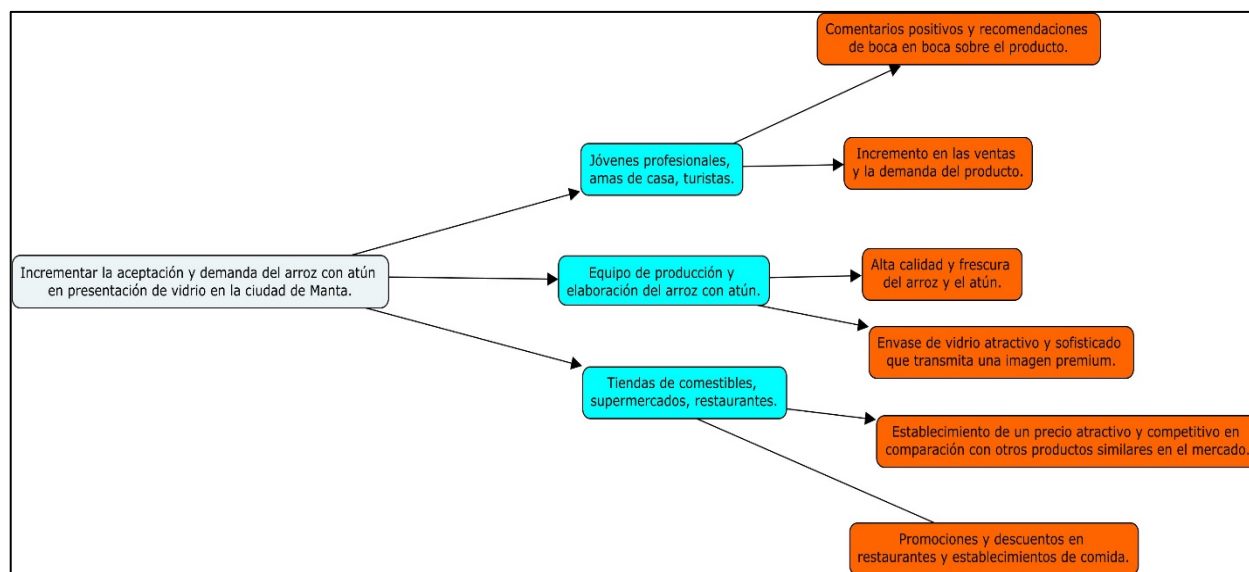 Comentarios positivos y recomendaciones
de boca en boca sobre el producto.
Jóvenes profesionales,
amas de casa, turistas.
Incremento en las ventas
y la demanda del producto.
Incrementar la aceptación y demanda del arroz con atún
en presentación de vidrio en la ciudad de Manta.
Equipo de producción y
elaboración del arroz con atún.
Alta calidad y frescura
del arroz y el atún.
Envase de vidrio atractivo y sofisticado
que transmita una imagen premium.
Tiendas de comestibles,
supermercados, restaurantes.
Establecimiento de un precio atractivo y competitivo en
comparación con otros productos similares en el mercado.
Promociones y descuentos en
restaurantes y establecimientos de comida.